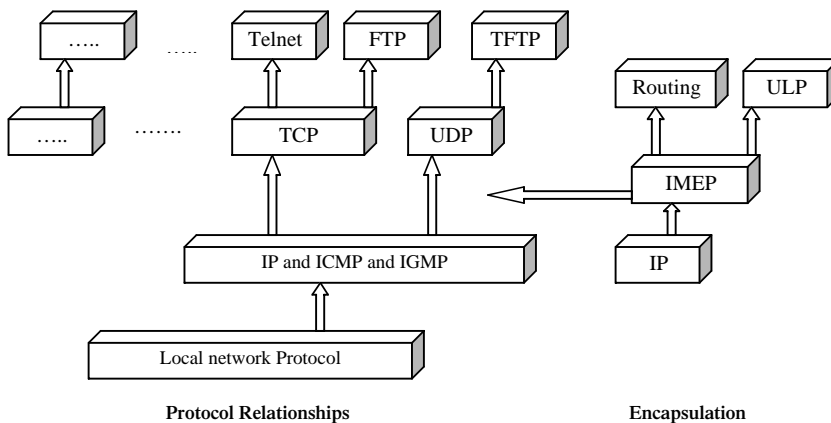 …..
…..
Telnet
FTP
TFTP
Routing
ULP
…..
…….
TCP
UDP
IMEP
IP and ICMP and IGMP
IP
Local network Protocol
Protocol Relationships
Encapsulation